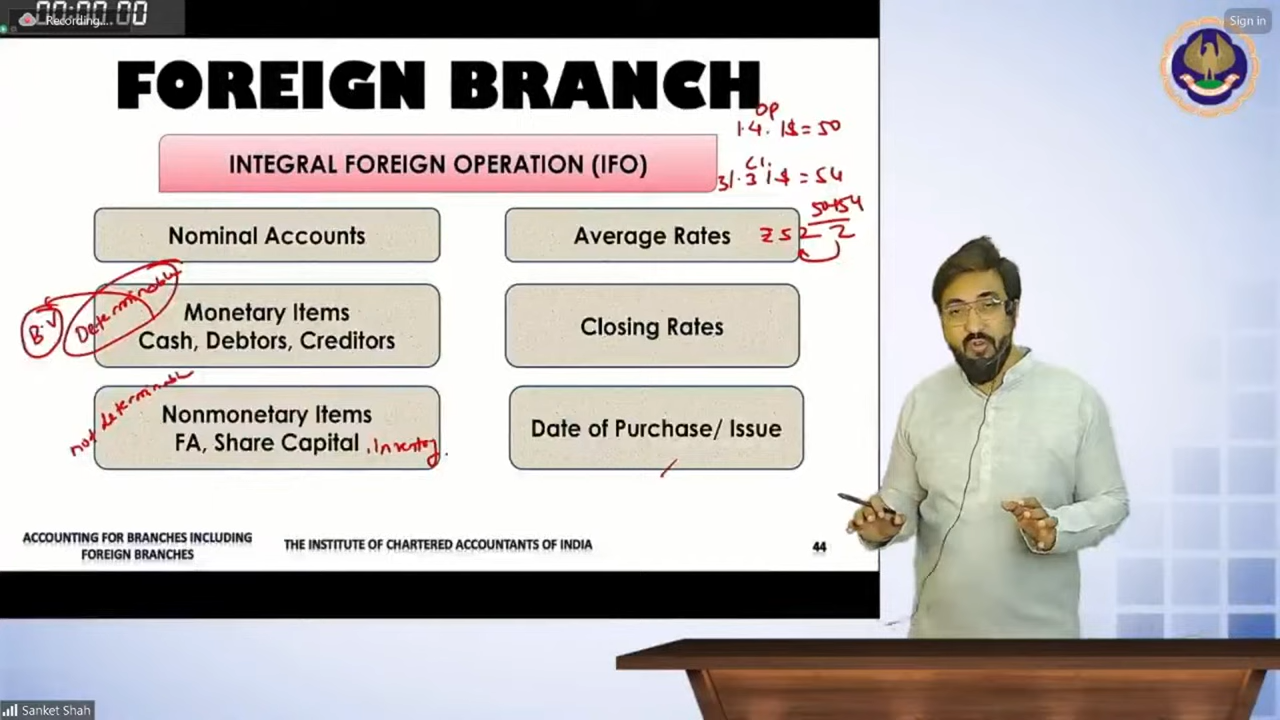 00:00.00
Recording...
Sign in
FOREIGN BRANCH
OP
1.4. 1$ = 50
INTEGRAL FOREIGN OPERATION (IFO)
Cl.
31.3 1$ = 54
50+54
2
Nominal Accounts
Average Rates
₹ 52
Determinable
B.V
Monetary Items
Cash, Debtors, Creditors
Closing Rates
not determinable
Nonmonetary Items
FA, Share Capital , Inventory.
Date of Purchase/ Issue
ACCOUNTING FOR BRANCHES INCLUDING
FOREIGN BRANCHES
THE INSTITUTE OF CHARTERED ACCOUNTANTS OF INDIA
44
Sanket Shah